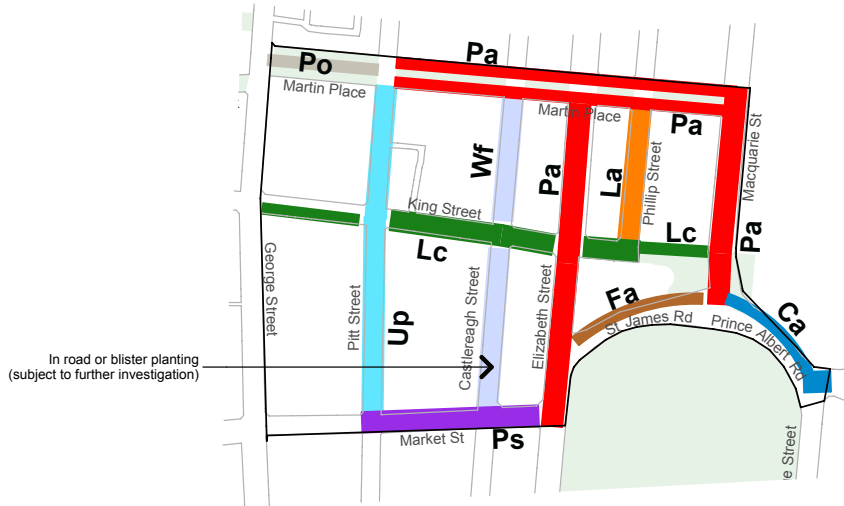 Po
Pa
Martin Place
Martin Place
Pa
Macquarie St
Wf
Pa
La
Phillip Street
King Street
Lc
Lc
Pa
George Street
Pitt Street
Up
Castlereagh Street
Elizabeth Street
Fa
St James Rd
Prince Albert Rd
Ca
In road or blister planting
(subject to further investigation)
Market St
Ps
e Street